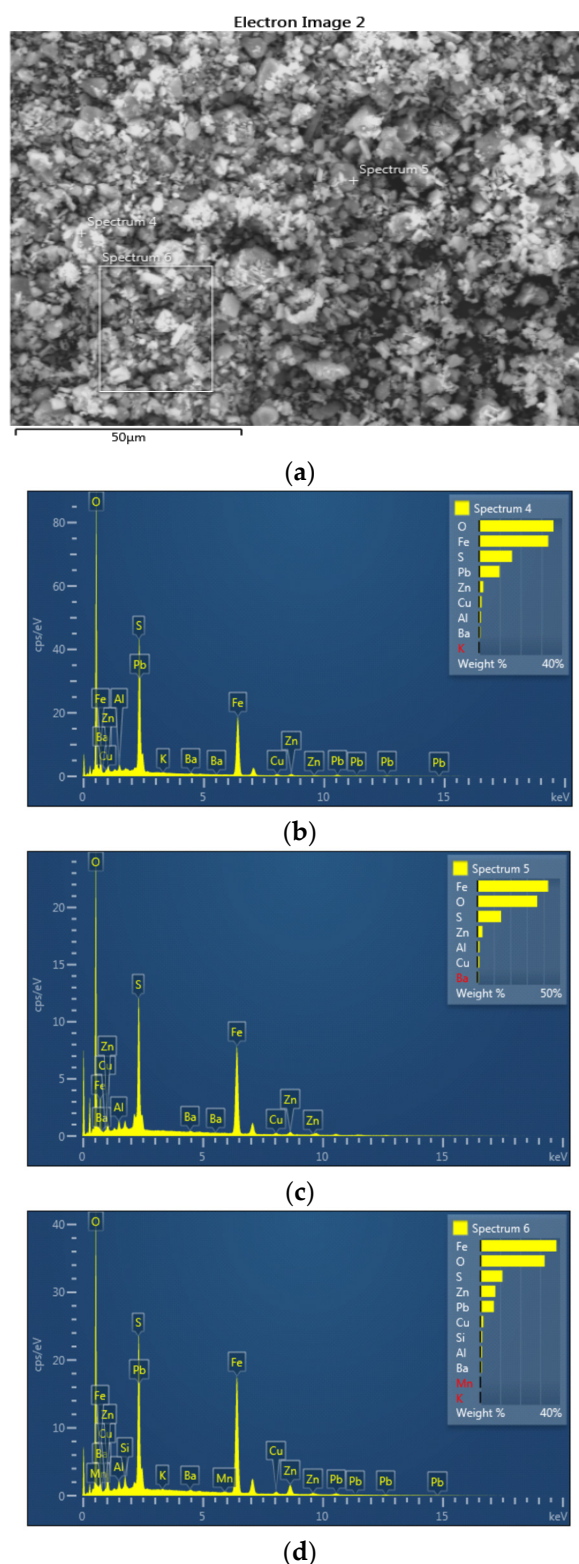 Electron Image 2
Spectrum 5
Spectrum 4
Spectrum 6
50µm
(a)
cps/eV
80
60
40
20
0
O
S
Pb
Fe
Al
Zn
Ba
Cu
Fe
K
Ba
Ba
Cu
Zn
Zn
Pb
Pb
Pb
Pb
0
5
10
15
keV
Spectrum 4
O
Fe
S
Pb
Zn
Cu
Al
Ba
K
Weight %
40%
(b)
cps/eV
20
15
10
5
0
O
S
Zn
Cu
Fe
Ba
Al
Fe
Ba
Ba
Cu
Zn
Zn
0
5
10
15
keV
Spectrum 5
Fe
O
S
Zn
Al
Cu
Ba
Weight %
50%
(c)
cps/eV
40
30
20
10
0
O
S
Pb
Fe
Zn
Cu
Ba
Si
Al
Mn
Fe
K
Ba
Mn
Cu
Zn
Zn
Pb
Pb
Pb
Pb
0
5
10
15
keV
Spectrum 6
Fe
O
S
Zn
Pb
Cu
Si
Al
Ba
Mn
K
Weight %
40%
(d)